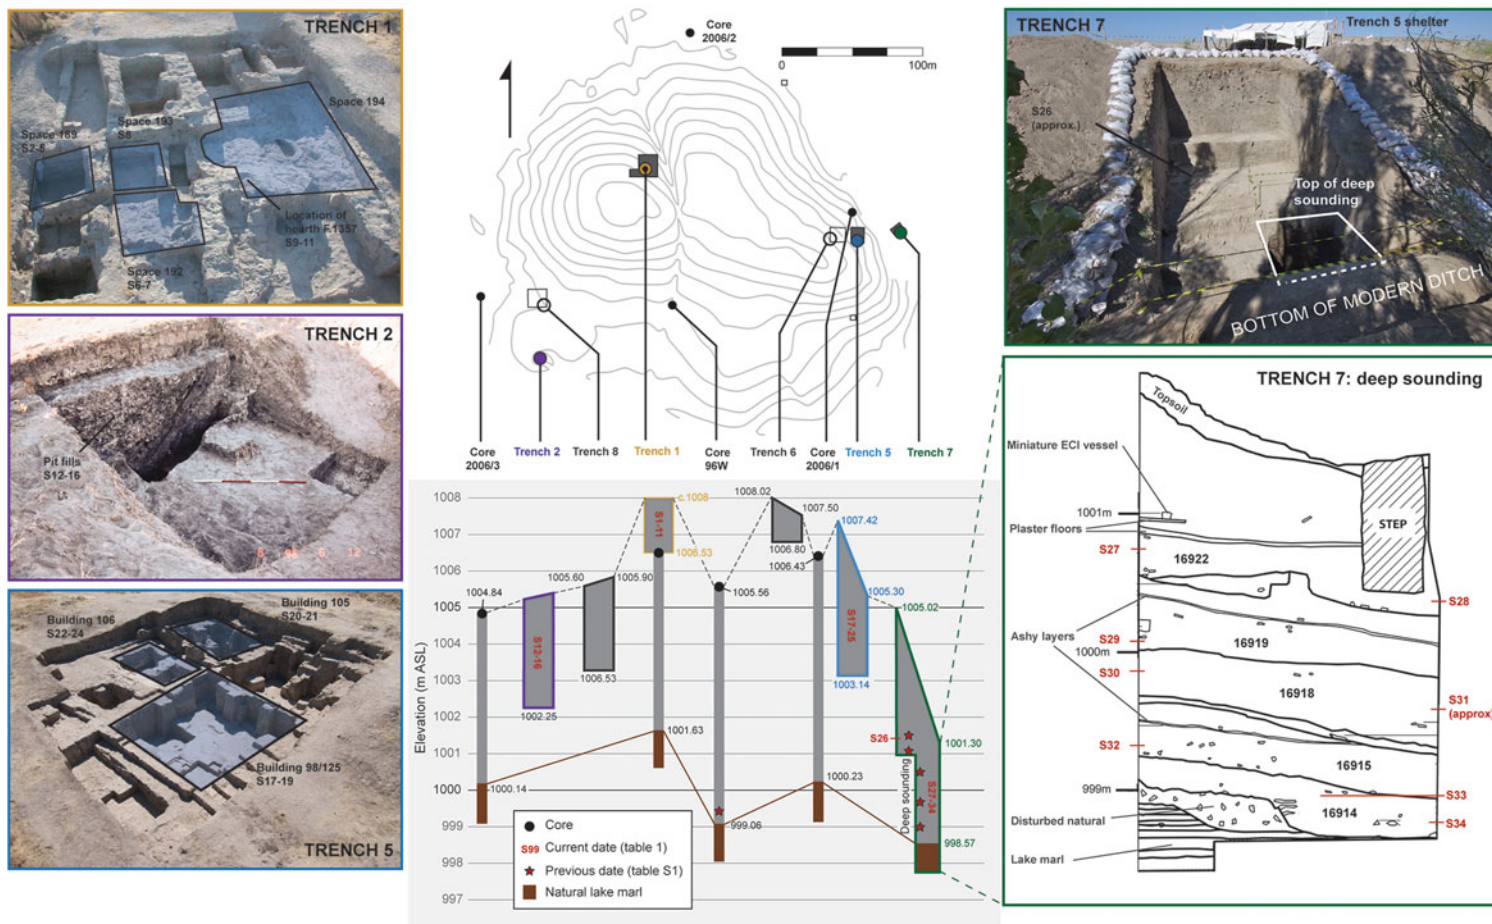 TRENCH 1
Space 194
Space 193
S8
Space 189
S2-5
Location of
hearth F.1357
S9-11
Space 192
S6-7
TRENCH 2
Pit fills
S12-16
TRENCH 5
Building 105
S20-21
Building 106
S22-24
Building 98/125
S17-19
Core
2006/2
0
100m
Core
2006/3
Trench 2
Trench 8
Trench 1
Core
96W
Trench 6
Core
2006/1
Trench 5
Trench 7
Elevation (m ASL)
1008
1007
1006
1005
1004
1003
1002
1001
1000
999
998
997
1004.84
1000.14
S12-16
1002.25
1005.60
1005.90
1006.53
c.1008
S1-11
1006.53
1001.63
1005.56
999.06
1008.02
1007.50
1006.80
1006.43
1000.23
1007.42
1005.30
S17-25
1003.14
1005.02
S26
1001.30
Deep sounding
S27-34
998.57
Core
S99 Current date (table 1)
Previous date (table S1)
Natural lake marl
TRENCH 7
Trench 5 shelter
S26
(approx.)
Top of deep
sounding
BOTTOM OF MODERN DITCH
TRENCH 7: deep sounding
Topsoil
Miniature ECI vessel
1001m
Plaster floors
STEP
S27
16922
S28
Ashy layers
S29
16919
1000m
S30
16918
S31
(approx)
S32
16915
999m
S33
16914
Disturbed natural
S34
Lake marl